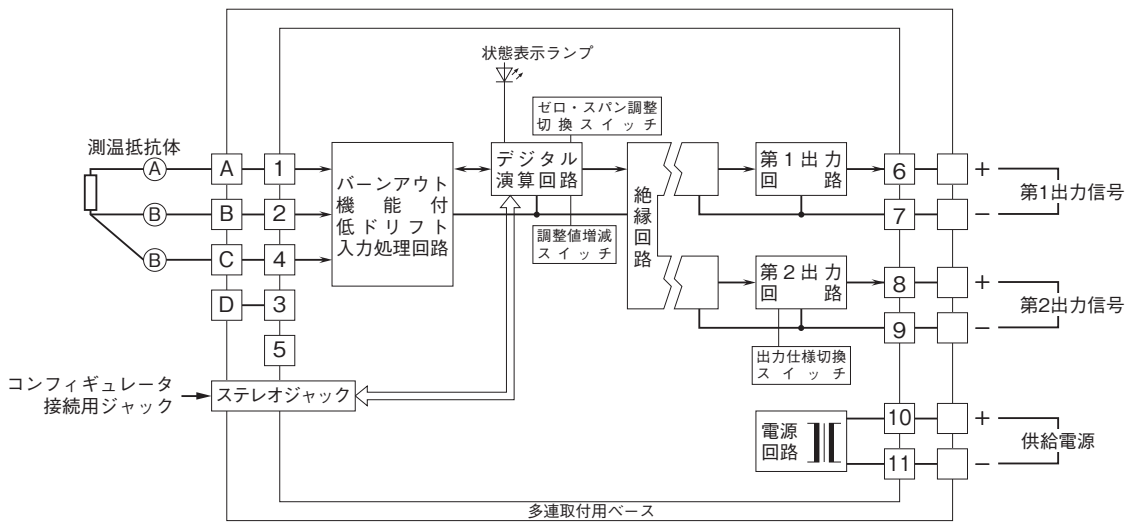 状態表示ランプ
ゼロ・スパン調整
切換スイッチ
測温抵抗体
A
A
1
バーンアウト
機能付
低ドリフト
入力処理回路
デジタル
演算回路
絶縁回路
第1出力
回路
6
+
第1出力信号
B
B
2
7
−
調整値増減
スイッチ
B
C
4
第2出力
回路
8
+
第2出力信号
D
3
9
−
5
出力仕様切換
スイッチ
コンフィギュレータ
接続用ジャック
ステレオジャック
電源
回路
10
+
供給電源
11
−
多連取付用ベース